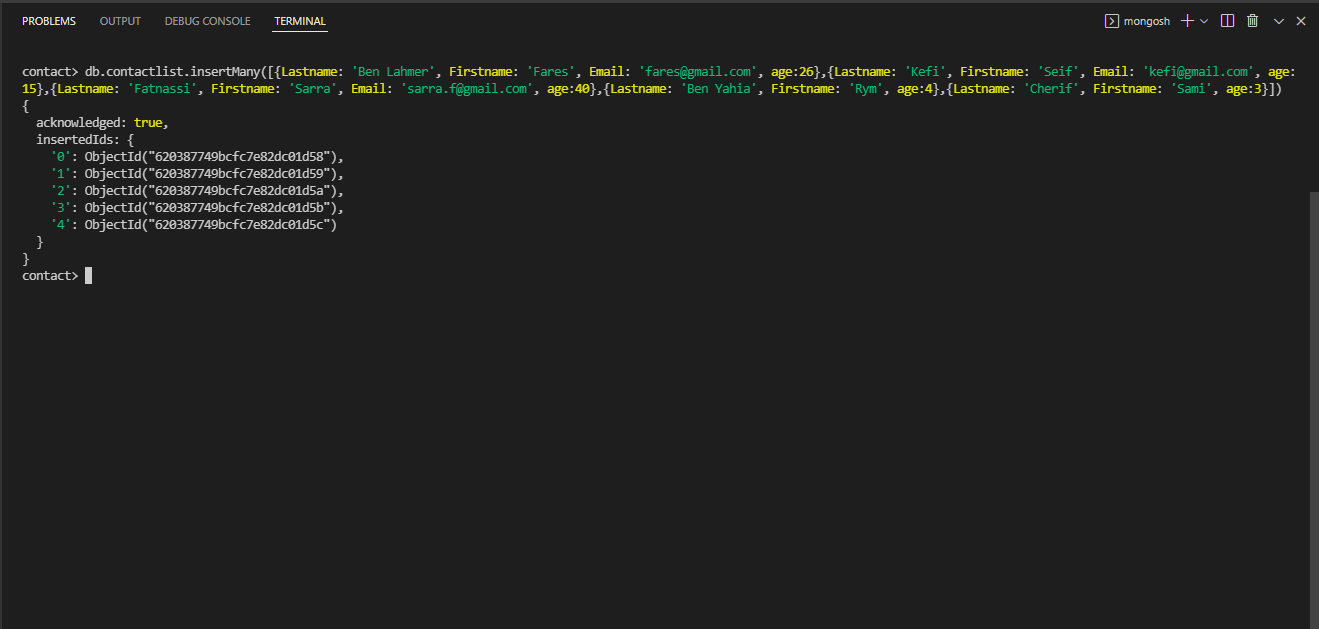 PROBLEMS OUTPUT DEBUG CONSOLE TERMINAL mongosh
contact> db.contactlist.insertMany([{Lastname: 'Ben Lahmer', Firstname: 'Fares', Email: 'fares@gmail.com', age:26},{Lastname: 'Kefi', Firstname: 'Seif', Email: 'kefi@gmail.com', age:
15},{Lastname: 'Fatnassi', Firstname: 'Sarra', Email: 'sarra.f@gmail.com', age:40},{Lastname: 'Ben Yahia', Firstname: 'Rym', age:4},{Lastname: 'Cherif', Firstname: 'Sami', age:3}])
{
  acknowledged: true,
  insertedIds: {
    '0': ObjectId("620387749bcfc7e82dc01d58"),
    '1': ObjectId("620387749bcfc7e82dc01d59"),
    '2': ObjectId("620387749bcfc7e82dc01d5a"),
    '3': ObjectId("620387749bcfc7e82dc01d5b"),
    '4': ObjectId("620387749bcfc7e82dc01d5c")
  }
}
contact>